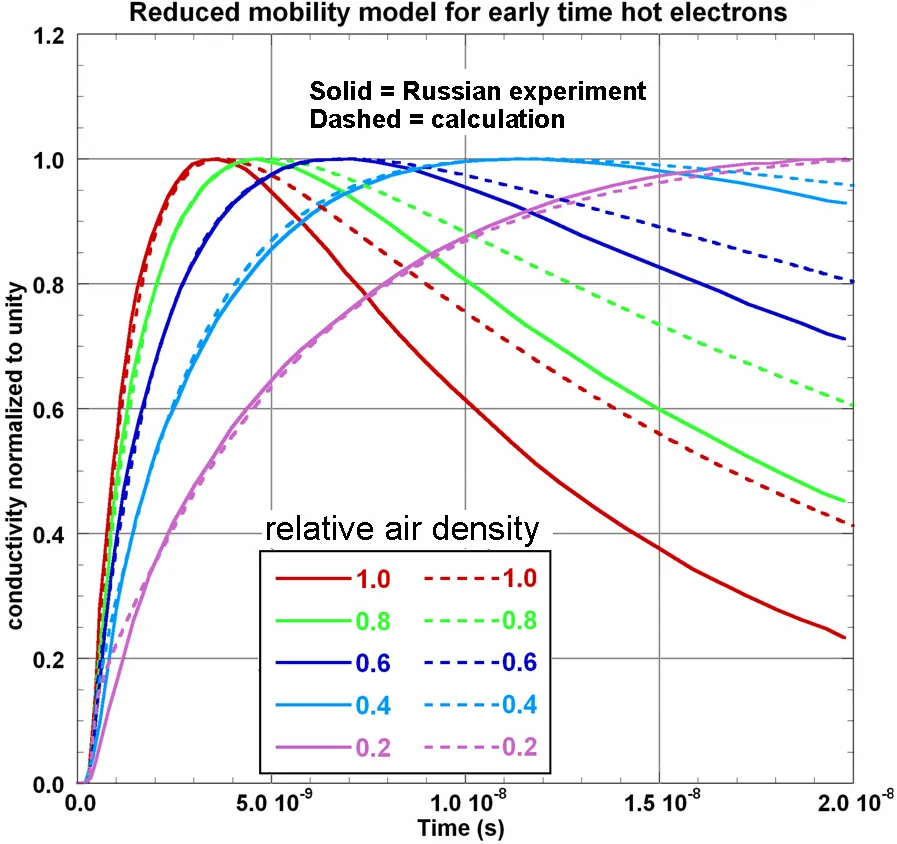 Reduced mobility model for early time hot electrons
1.2
Solid = Russian experiment
Dashed = calculation
1.0
0.8
0.6
0.4
0.2
0.0
conductivity normalized to unity
relative air density
1.0 1.0
0.8 0.8
0.6 0.6
0.4 0.4
0.2 0.2
0.0 5.0 10⁻⁹ 1.0 10⁻⁸ 1.5 10⁻⁸ 2.0 10⁻⁸
Time (s)